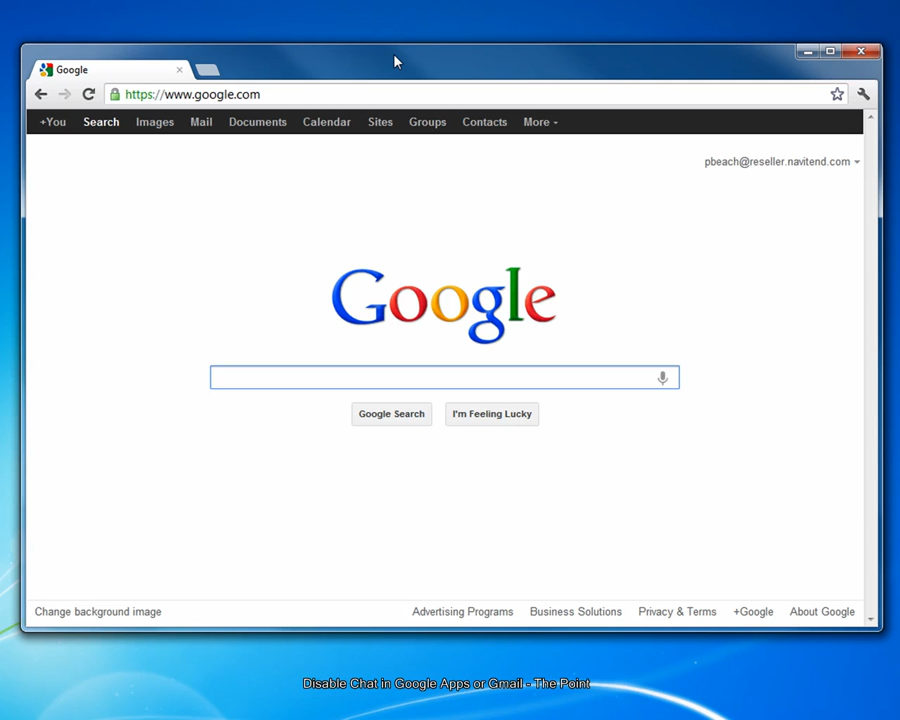 Google
https://www.google.com
+You Search Images Mail Documents Calendar Sites Groups Contacts More
pbeach@reseller.navitend.com
Google
Google Search I'm Feeling Lucky
Change background image Advertising Programs Business Solutions Privacy & Terms +Google About Google
Disable Chat in Google Apps or Gmail - The Point